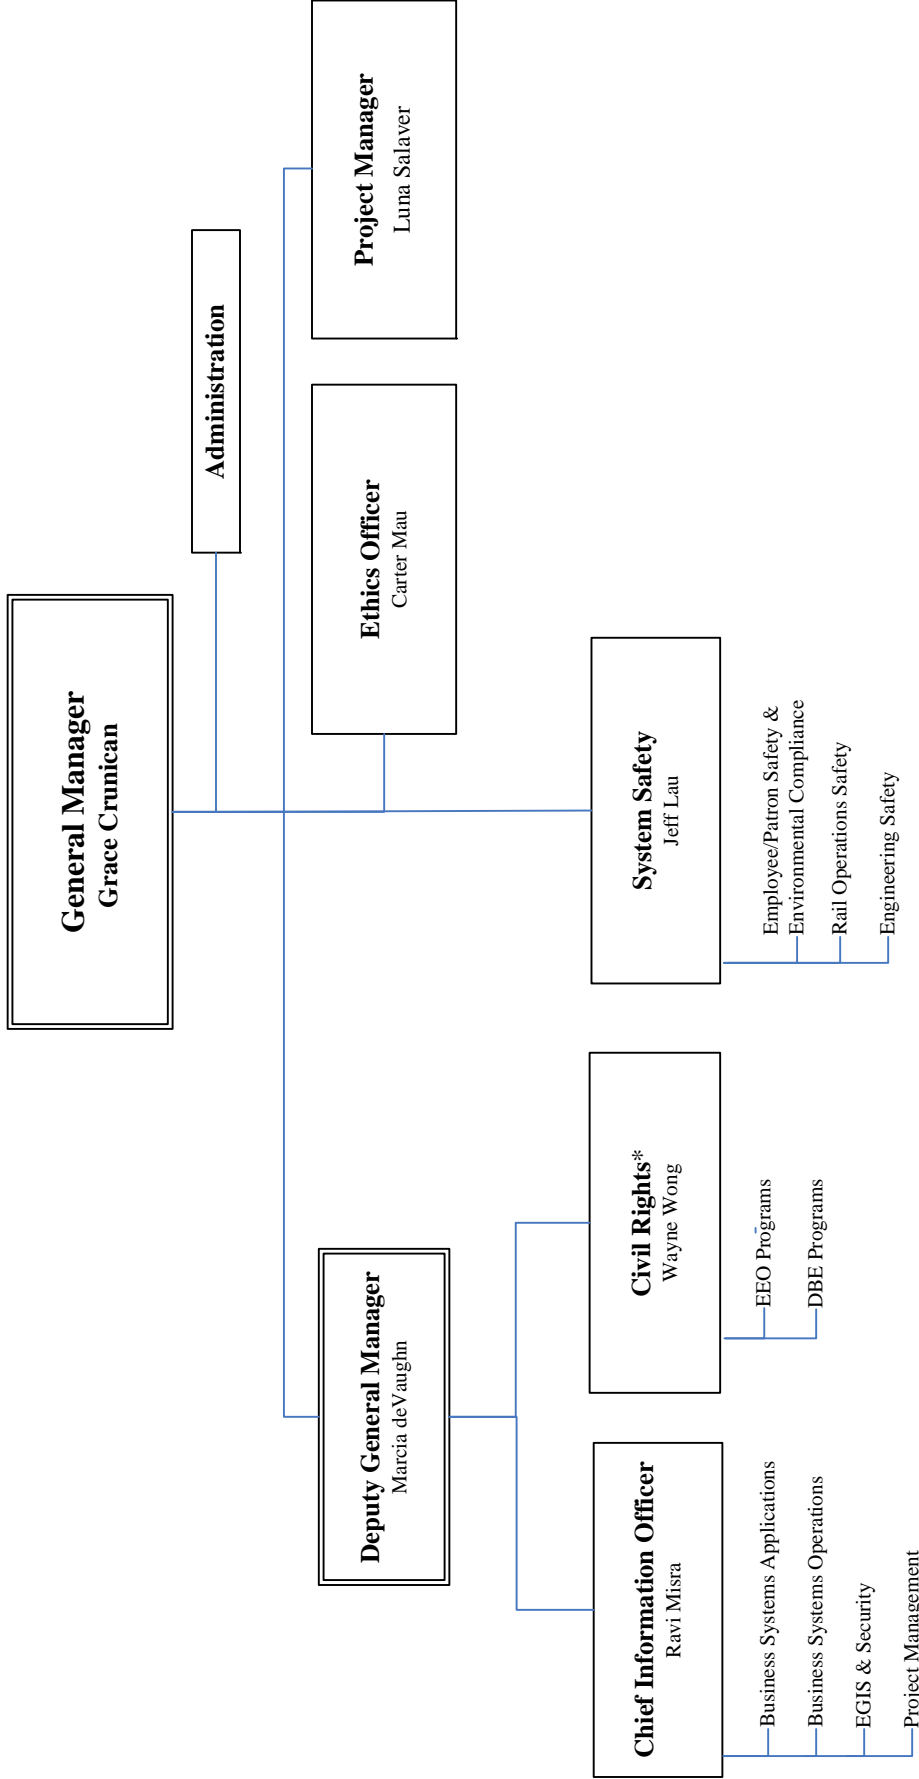 General Manager
Grace Crunican
Administration
Deputy General Manager
Marcia deVaughn
Ethics Officer
Carter Mau
Project Manager
Luna Salaver
Chief Information Officer
Ravi Misra
Business Systems Applications
Business Systems Operations
EGIS & Security
Project Management
Civil Rights*
Wayne Wong
EEO Programs
DBE Programs
System Safety
Jeff Lau
Employee/Patron Safety &
Environmental Compliance
Rail Operations Safety
Engineering Safety